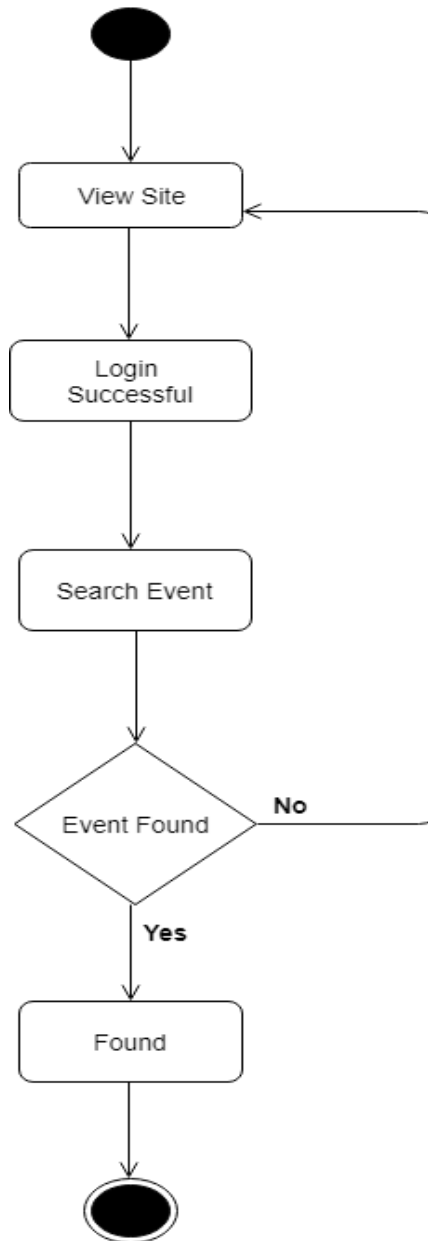 View Site
Login
Successful
Search Event
Event Found
No
Yes
Found